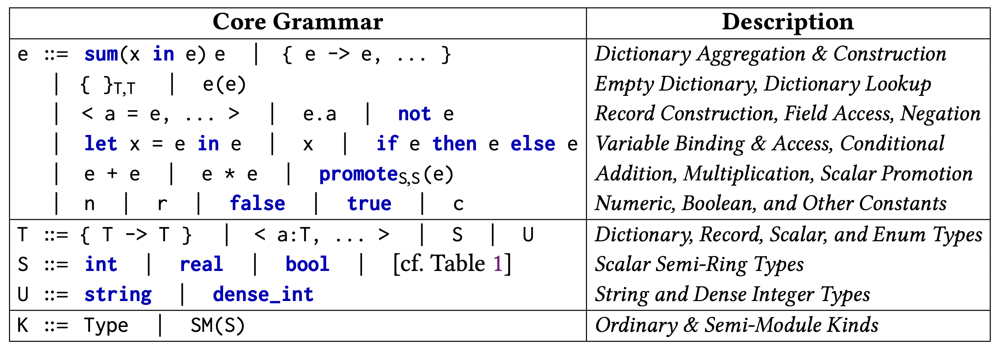 Core Grammar Description
e ::= sum(x in e) e | { e -> e, ... } Dictionary Aggregation & Construction
| { }T,T | e(e) Empty Dictionary, Dictionary Lookup
| < a = e, ... > | e.a | not e Record Construction, Field Access, Negation
| let x = e in e | x | if e then e else e Variable Binding & Access, Conditional
| e + e | e * e | promoteS,S(e) Addition, Multiplication, Scalar Promotion
| n | r | false | true | c Numeric, Boolean, and Other Constants
T ::= { T -> T } | < a:T, ... > | S | U Dictionary, Record, Scalar, and Enum Types
S ::= int | real | bool | [cf. Table 1] Scalar Semi-Ring Types
U ::= string | dense_int String and Dense Integer Types
K ::= Type | SM(S) Ordinary & Semi-Module Kinds